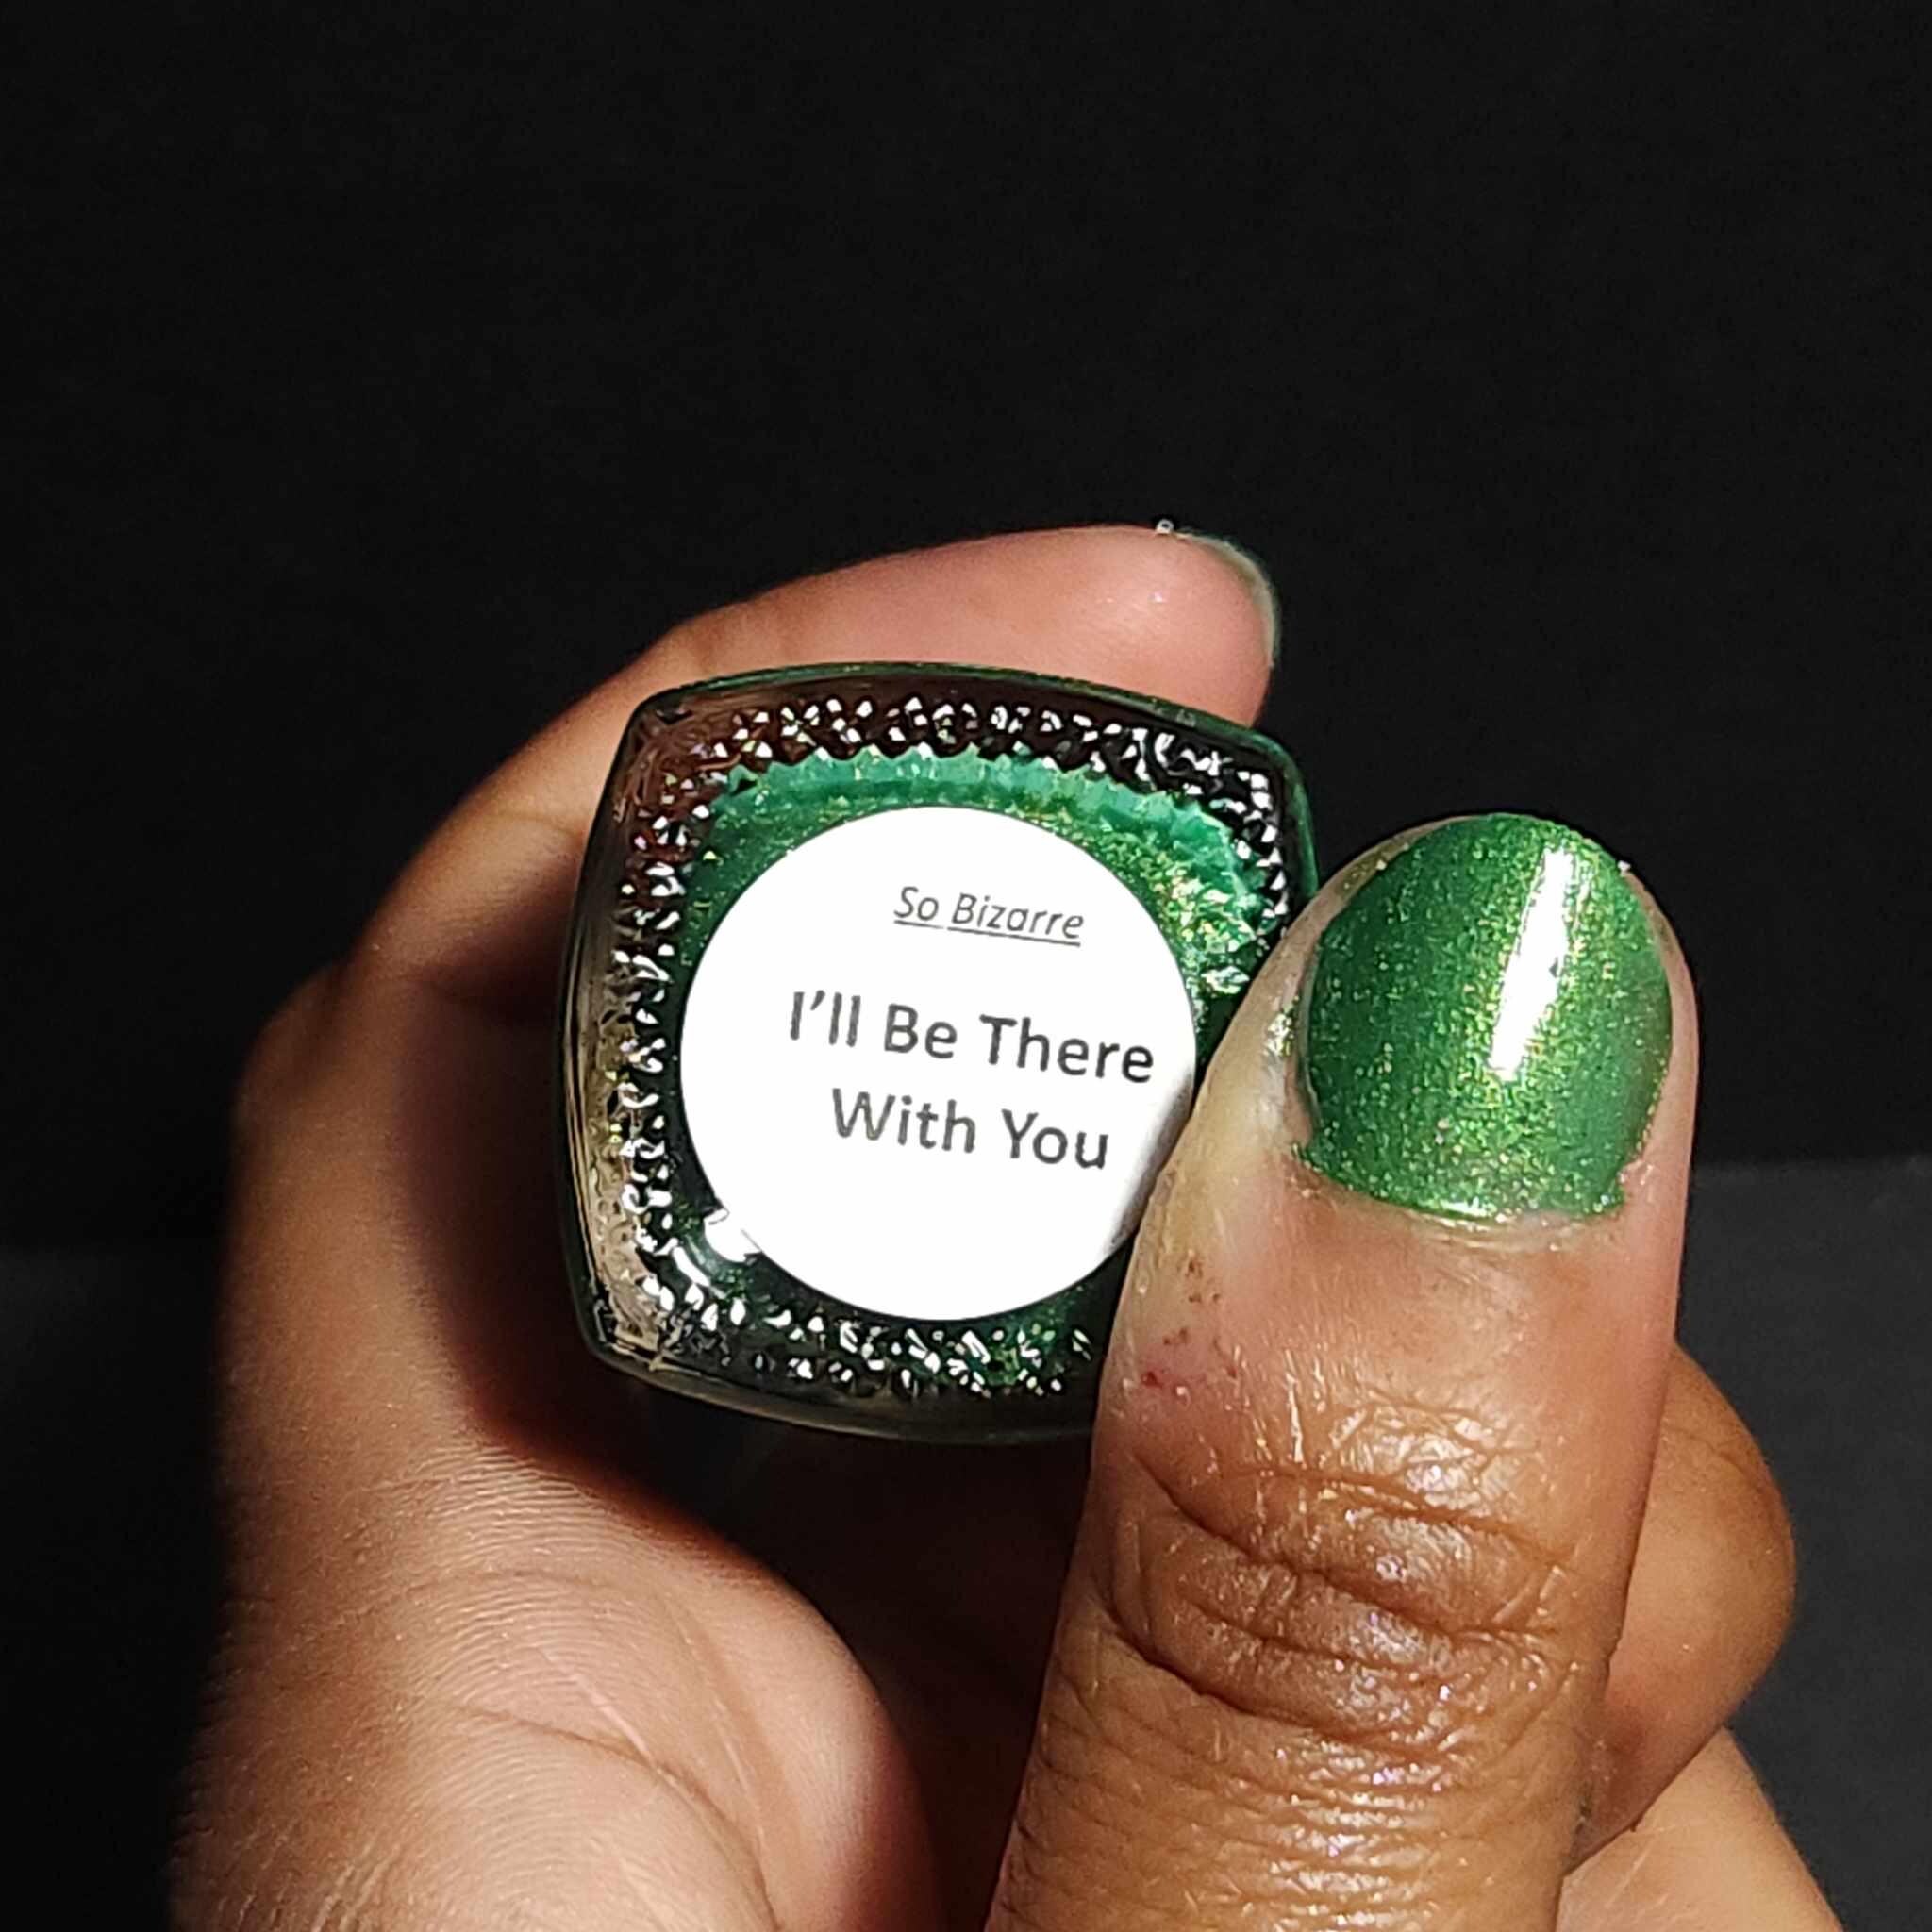 So Bizarre
I'll Be There
With You